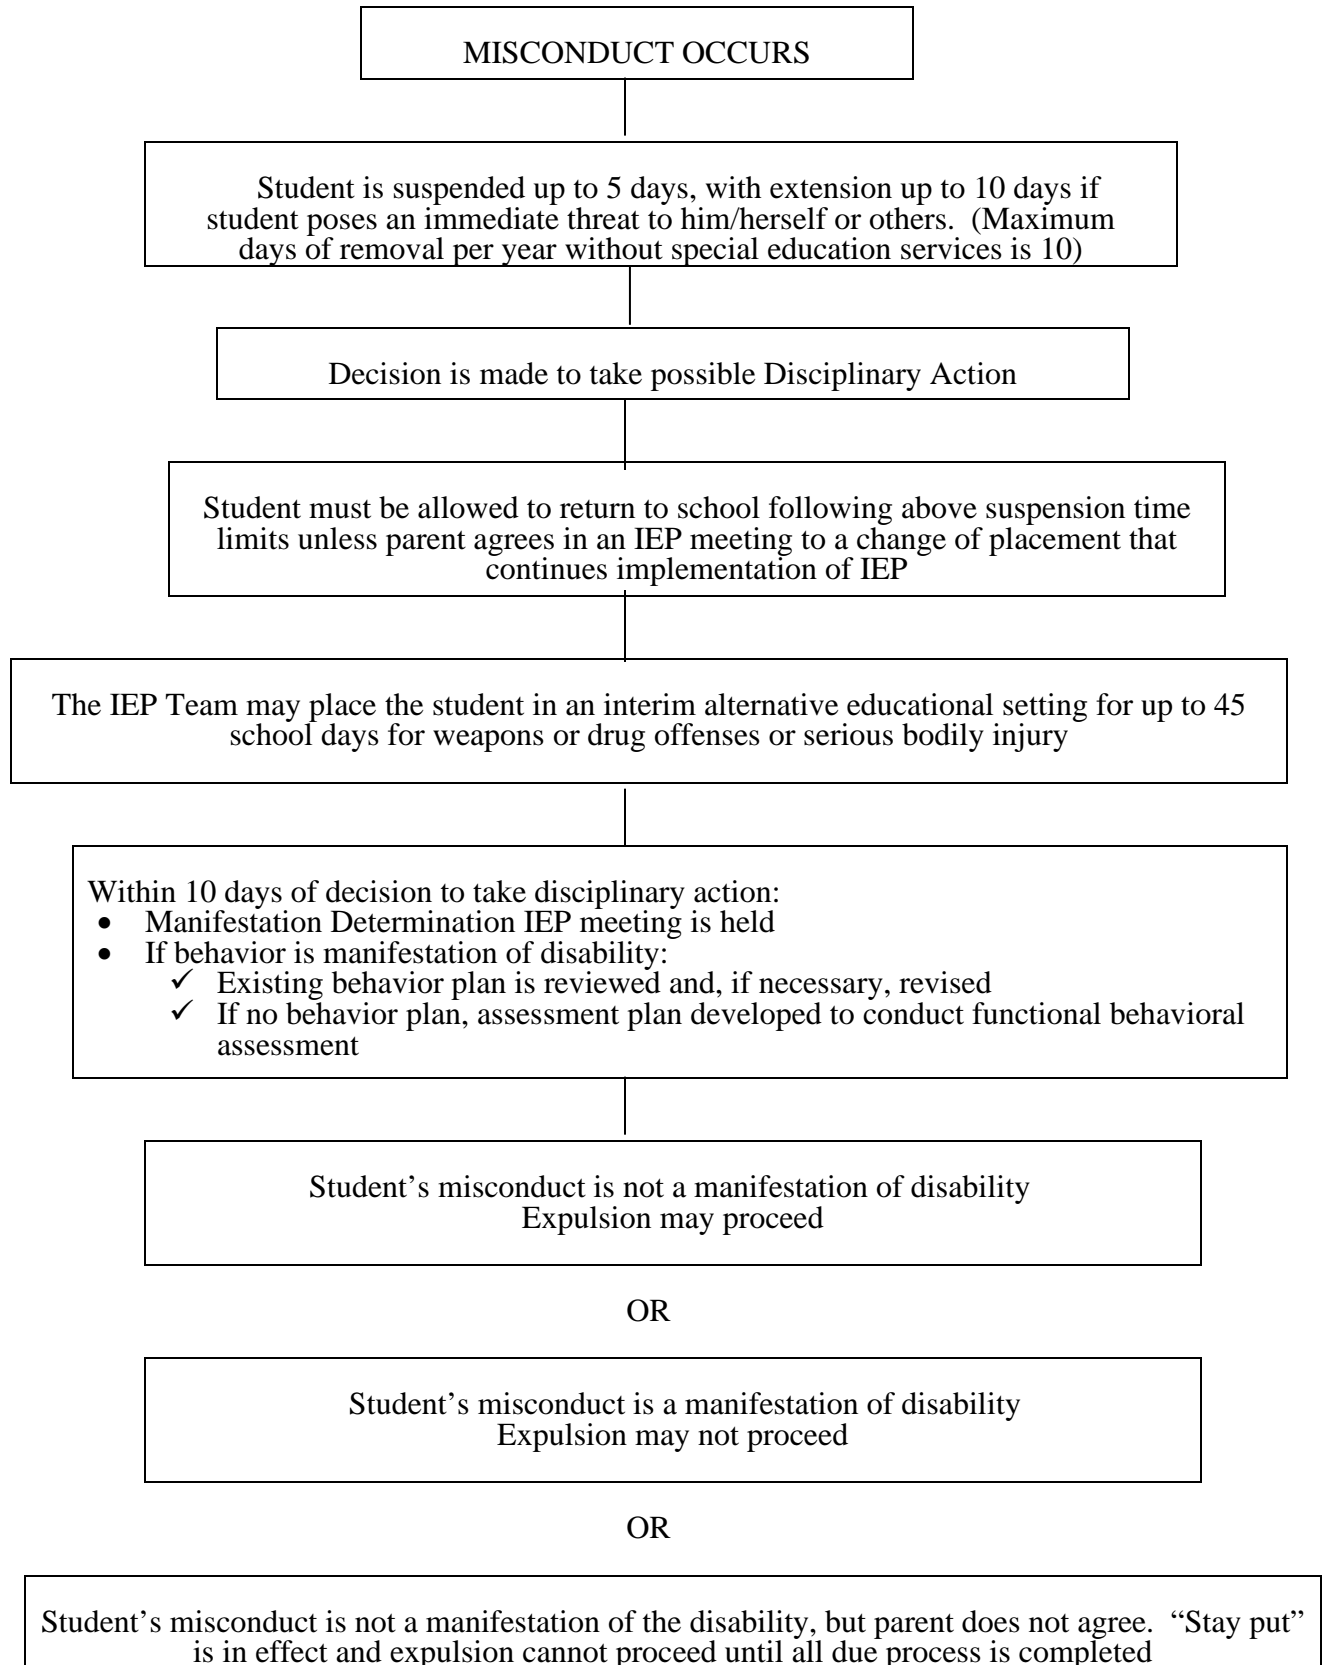 MISCONDUCT OCCURS
Student is suspended up to 5 days, with extension up to 10 days if
student poses an immediate threat to him/herself or others.  (Maximum
days of removal per year without special education services is 10)
Decision is made to take possible Disciplinary Action
Student must be allowed to return to school following above suspension time
limits unless parent agrees in an IEP meeting to a change of placement that
continues implementation of IEP
The IEP Team may place the student in an interim alternative educational setting for up to 45
school days for weapons or drug offenses or serious bodily injury
Within 10 days of decision to take disciplinary action:
• Manifestation Determination IEP meeting is held
• If behavior is manifestation of disability:
✓ Existing behavior plan is reviewed and, if necessary, revised
✓ If no behavior plan, assessment plan developed to conduct functional behavioral
assessment
Student’s misconduct is not a manifestation of disability
Expulsion may proceed
OR
Student’s misconduct is a manifestation of disability
Expulsion may not proceed
OR
Student’s misconduct is not a manifestation of the disability, but parent does not agree.  “Stay put”
is in effect and expulsion cannot proceed until all due process is completed